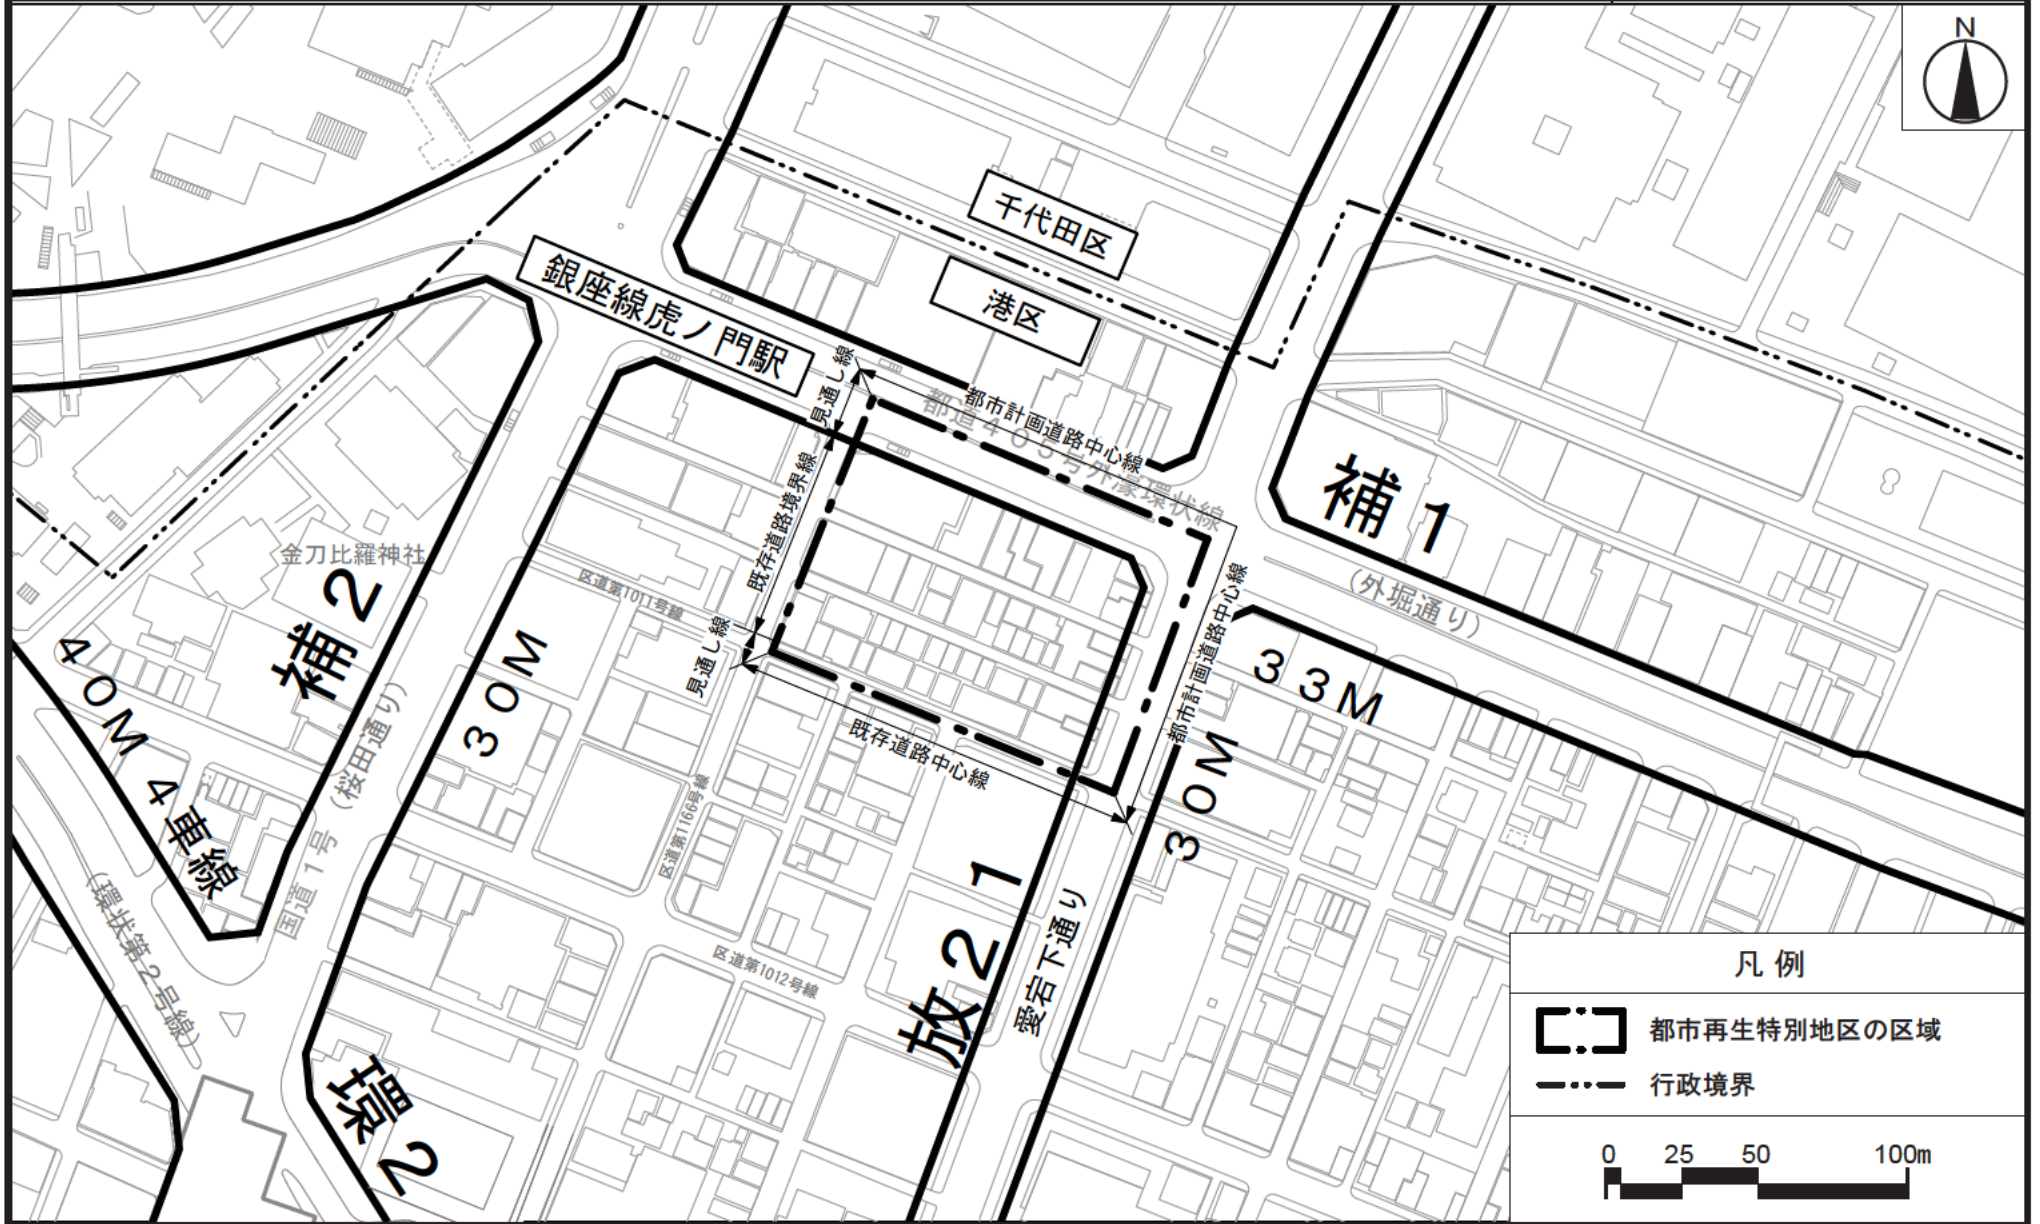 N
千代田区
港区
銀座線虎ノ門駅
見通し線
都市計画道路中心線
都道405号外濠環状線
既存道路境界線
補1
(外堀通り)
金刀比羅神社
区道第1011号線
補2
見通し線
都市計画道路中心線
33M
40M 4車線
30M
国道1号 (桜田通り)
既存道路中心線
30M
区道第1166号線
放21
愛宕下通り
(環状第2号線)
区道第1012号線
環2
凡例
都市再生特別地区の区域
行政境界
0 25 50 100m